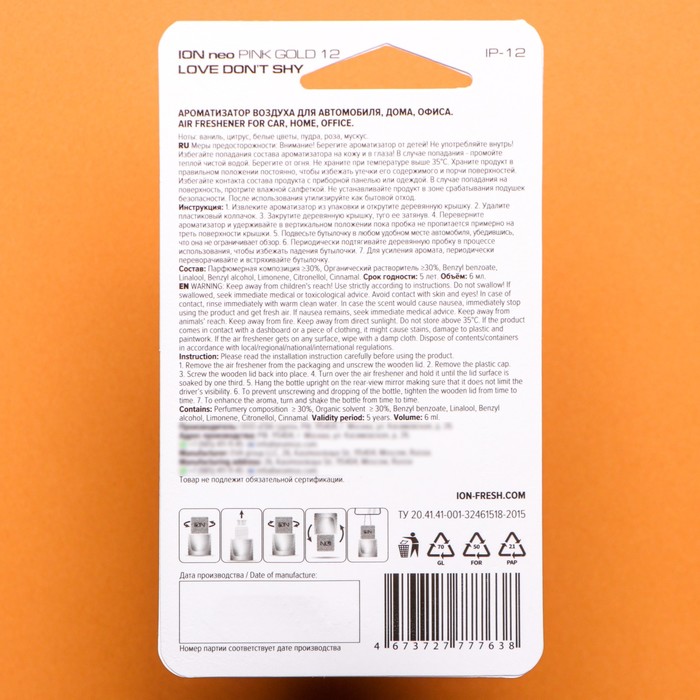 ION neo PINK GOLD 12
IP-12
LOVE DON'T SHY
АРОМАТИЗАТОР ВОЗДУХА ДЛЯ АВТОМОБИЛЯ, ДОМА, ОФИСА.
AIR FRESHENER FOR CAR, HOME, OFFICE.
Ноты: ваниль, цитрус, белые цветы, пудра, роза, мускус.
RU Меры предосторожности: Внимание! Берегите ароматизатор от детей! Не употребляйте внутрь!
Избегайте попадания состава ароматизатора на кожу и в глаза! В случае попадания - промойте
теплой чистой водой. Берегите от огня. Не хранить при температуре выше 35°C. Храните продукт в
правильном положении постоянно, чтобы избежать утечки его содержимого и порчи поверхностей.
Избегайте контакта состава продукта с приборной панелью или одеждой. В случае попадания на
поверхность, протрите влажной салфеткой. Не устанавливайте продукт в зоне срабатывания подушек
безопасности. После использования утилизируйте как бытовой отход.
Инструкция: 1. Извлеките ароматизатор из упаковки и открутите деревянную крышку. 2. Удалите
пластиковый колпачок. 3. Закрутите деревянную крышку, туго ее затянув. 4. Переверните
ароматизатор и удерживайте в вертикальном положении пока пробка не пропитается примерно на
треть поверхности крышки. 5. Подвесьте бутылочку в любом удобном месте автомобиля, убедившись,
что она не ограничивает обзор. 6. Периодически подтягивайте деревянную пробку в процессе
использования, чтобы избежать падения бутылочки. 7. Для усиления аромата, периодически
переворачивайте и встряхивайте бутылочку.
Состав: Парфюмерная композиция ≥30%, Органический растворитель ≥30%, Benzyl benzoate,
Linalool, Benzyl alcohol, Limonene, Citronellol, Cinnamal. Срок годности: 5 лет. Объём: 6 мл.
EN WARNING: Keep away from children's reach! Use strictly according to instructions. Do not swallow! If
swallowed, seek immediate medical or toxicological advice. Avoid contact with skin and eyes! In case of
contact, rinse immediately with warm clean water. In case the scent would cause nausea, immediately stop
using the product and get fresh air. If nausea remains, seek immediate medical advice. Keep away from
animals' reach. Keep away from fire. Keep away from direct sunlight. Do not store above 35°C. If the product
comes in contact with a dashboard or a piece of clothing, it might cause stains, damage to plastic and
paintwork. If the air freshener gets on any surface, wipe with a damp cloth. Dispose of contents/containers
in accordance with local/regional/national/international regulations.
Instruction: Please read the installation instruction carefully before using the product.
1. Remove the air freshener from the packaging and unscrew the wooden lid. 2. Remove the plastic cap.
3. Screw the wooden lid back into place. 4. Turn over the air freshener and hold it until the lid surface is
soaked by one third. 5. Hang the bottle upright on the rear-view mirror making sure that it does not limit the
driver's visibility. 6. To prevent unscrewing and dropping of the bottle, tighten the wooden lid from time to
time. 7. To enhance the aroma, turn and shake the bottle from time to time.
Contains: Perfumery composition ≥30%, Organic solvent ≥30%, Benzyl benzoate, Linalool, Benzyl
alcohol, Limonene, Citronellol, Cinnamal. Validity period: 5 years. Volume: 6 ml.
Товар не подлежит обязательной сертификации.
ION-FRESH.COM
ТУ 20.41.41-001-32461518-2015
70
GL
50
FOR
21
PAP
Дата производства / Date of manufacture:
Номер партии соответствует дате производства
4 673727 777638